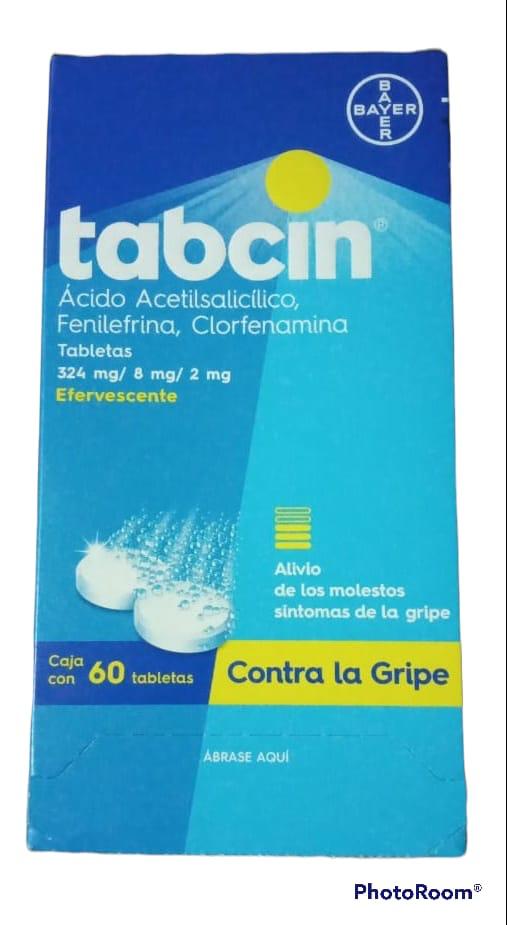 BAYER
BAYER
tabcin®
Ácido Acetilsalicílico,
Fenilefrina, Clorfenamina
Tabletas
324 mg/ 8 mg/ 2 mg
Efervescente
Alivio
de los molestos
síntomas de la gripe
Caja
con 60 tabletas
Contra la Gripe
ÁBRASE AQUÍ
PhotoRoom®